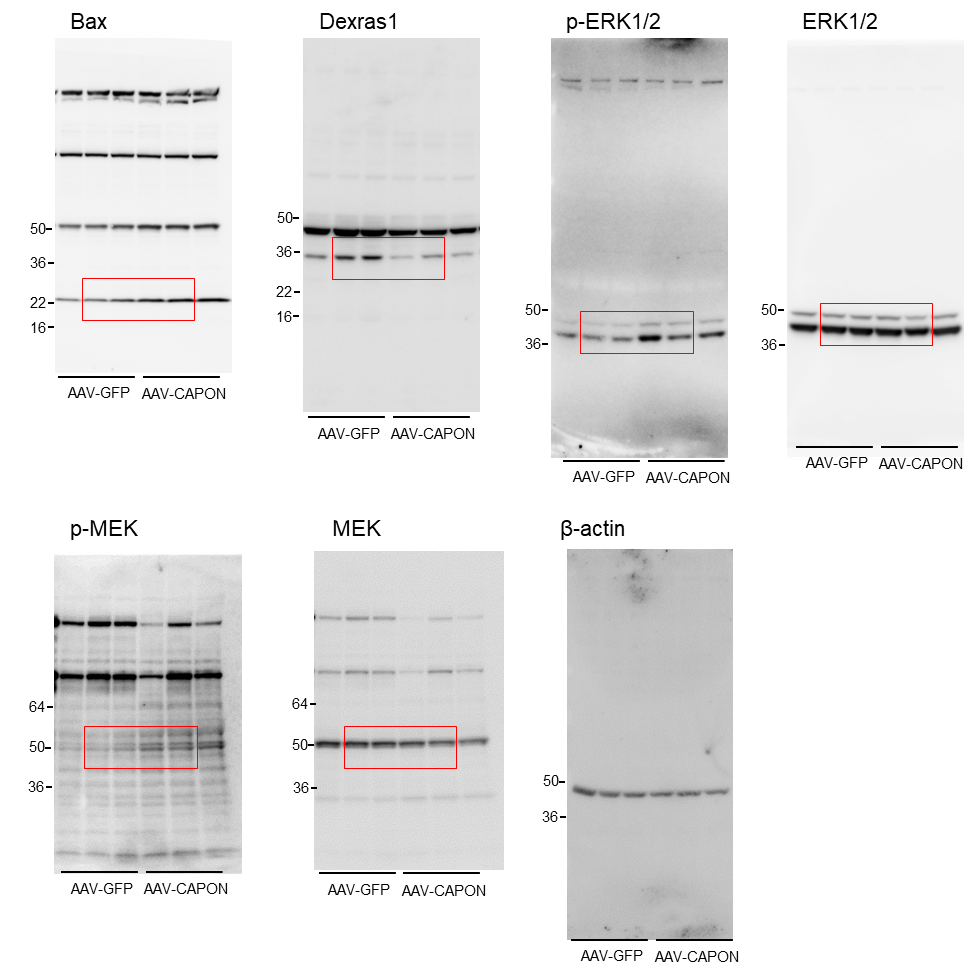 Bax
Dexras1
p-ERK1/2
ERK1/2
50
36
22
16
AAV-GFP AAV-CAPON
50
36
22
16
AAV-GFP AAV-CAPON
50
36
AAV-GFP AAV-CAPON
50
36
AAV-GFP AAV-CAPON
p-MEK
MEK
β-actin
64
50
36
AAV-GFP AAV-CAPON
64
50
36
AAV-GFP AAV-CAPON
50
36
AAV-GFP AAV-CAPON